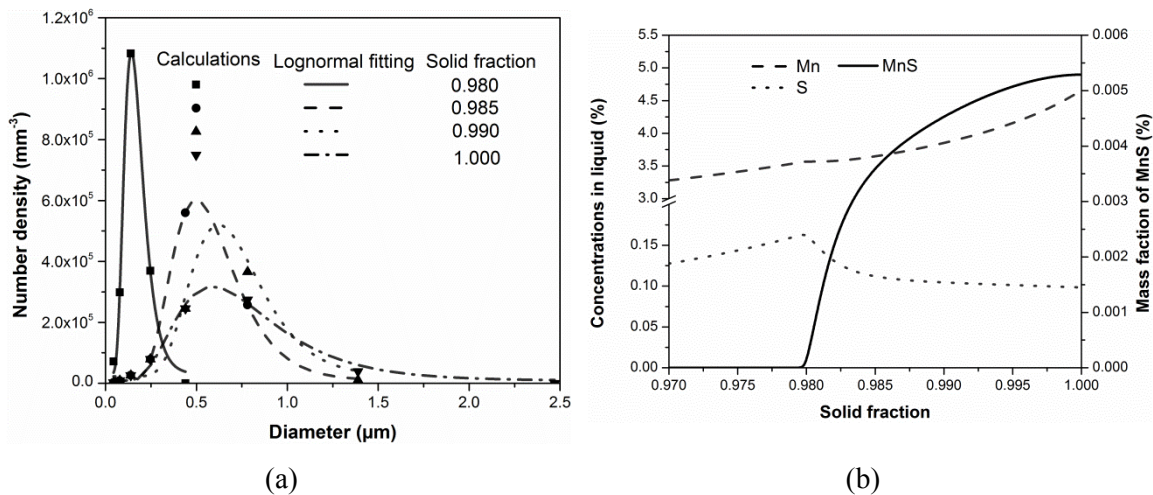 1.2x10⁶
1.0x10⁶
8.0x10⁵
6.0x10⁵
4.0x10⁵
2.0x10⁵
0.0
Number density (mm⁻³)
Calculations Lognormal fitting Solid fraction
0.980
0.985
0.990
1.000
0.0 0.5 1.0 1.5 2.0 2.5
Diameter (µm)
(a)
5.5
5.0
4.5
4.0
3.5
3.0
0.15
0.10
0.05
0.00
Concentrations in liquid (%)
Mn MnS
S
0.006
0.005
0.004
0.003
0.002
0.001
0.000
Mass faction of MnS (%)
0.970 0.975 0.980 0.985 0.990 0.995 1.000
Solid fraction
(b)